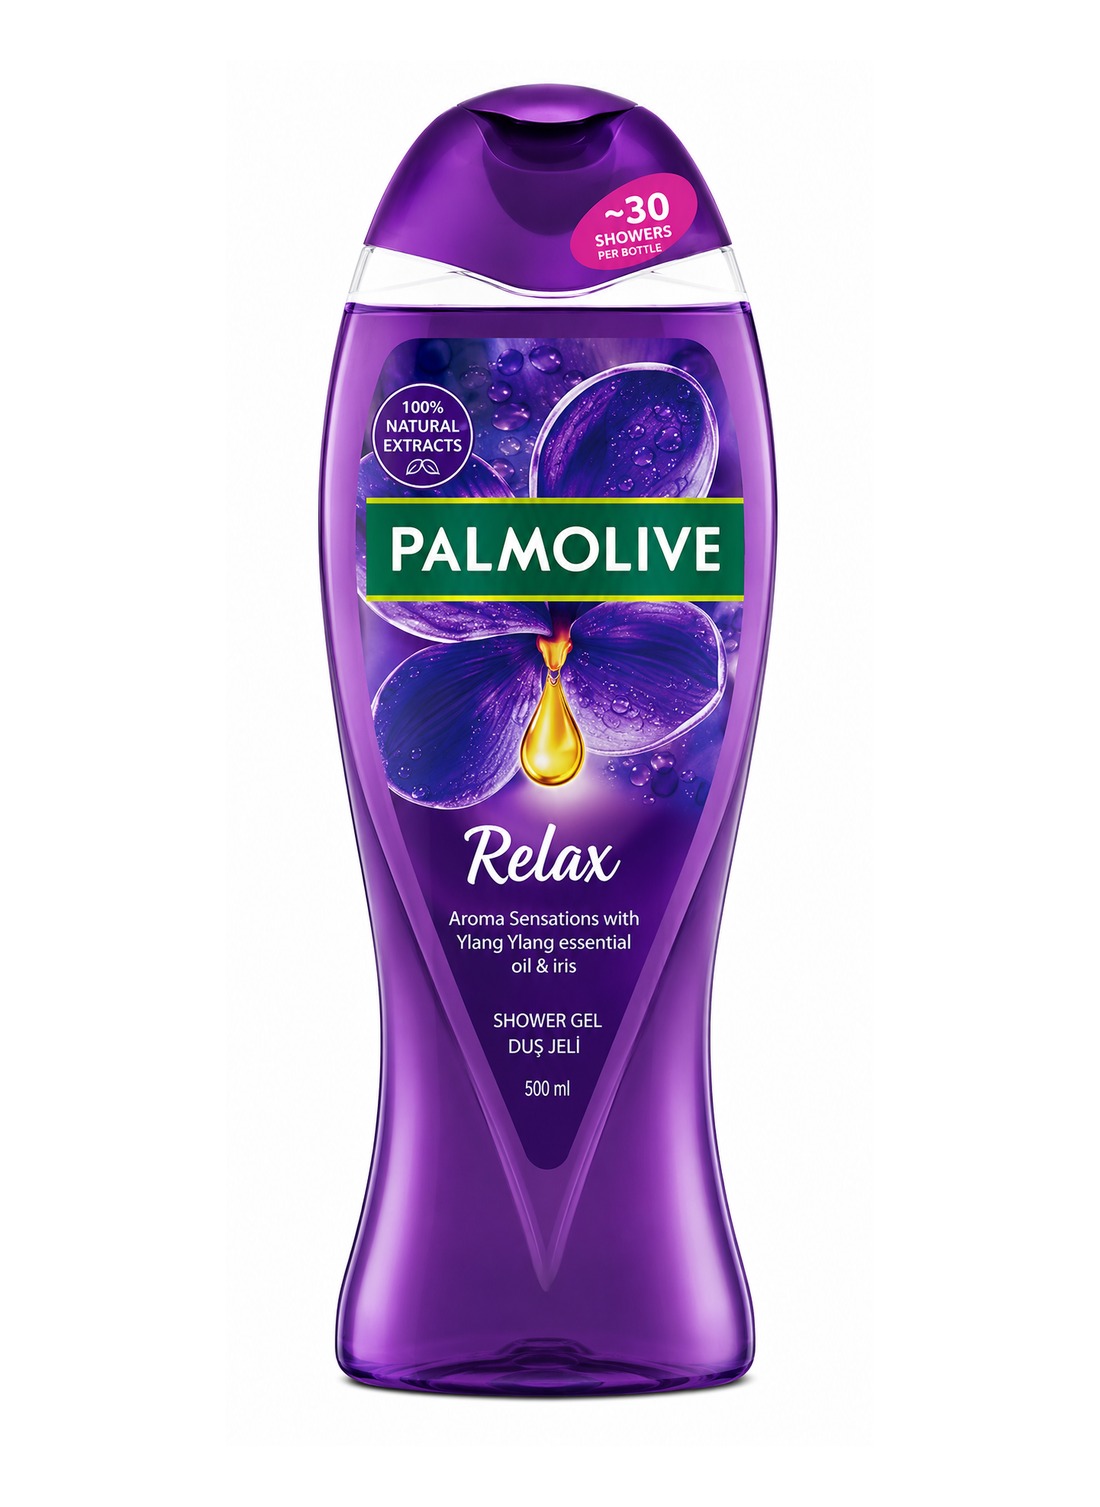 ~30
SHOWERS
PER BOTTLE
100%
NATURAL
EXTRACTS
PALMOLIVE
Relax
Aroma Sensations with
Ylang Ylang essential
oil & iris
SHOWER GEL
DUŞ JELİ
500 ml